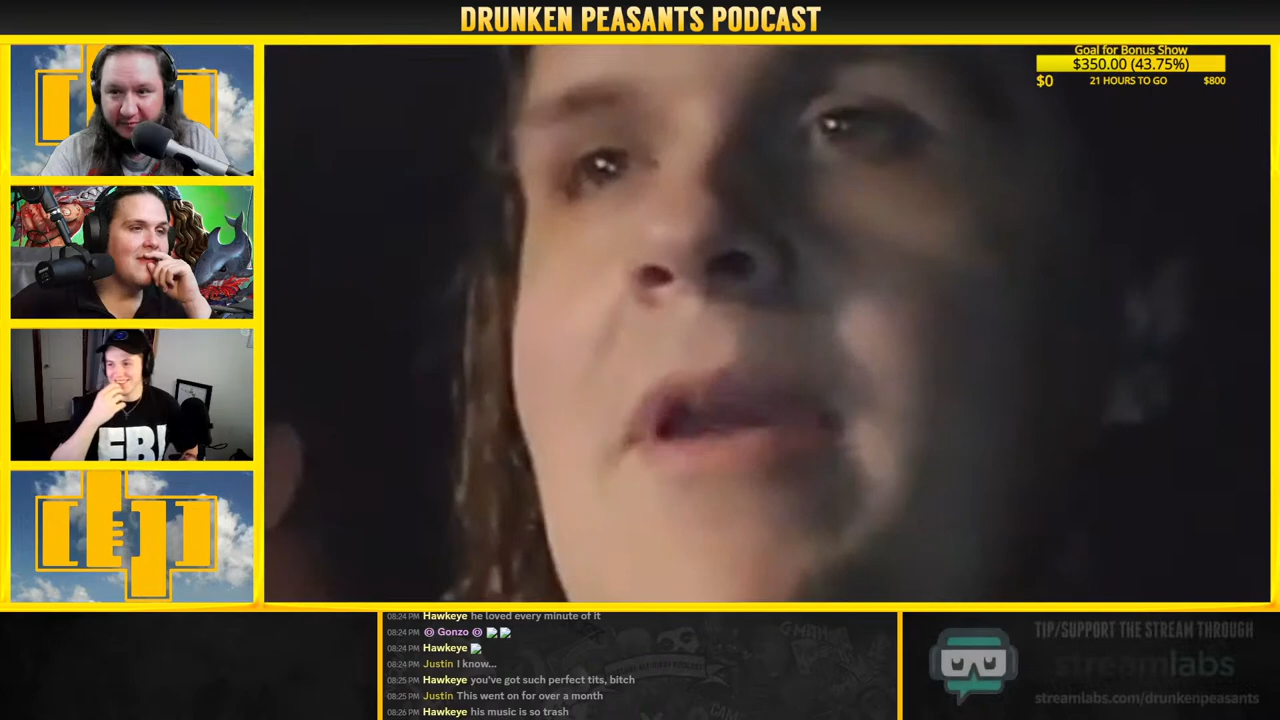 DRUNKEN PEASANTS PODCAST
Goal for Bonus Show
$350.00 (43.75%)
$0 21 HOURS TO GO $800
08:24 PM Hawkeye he loved every minute of it
08:24 PM Gonzo
08:24 PM Hawkeye
08:24 PM Justin I know...
08:25 PM Hawkeye you've got such perfect tits, bitch
08:25 PM Justin This went on for over a month
08:26 PM Hawkeye his music is so trash
TIP/SUPPORT THE STREAM THROUGH
streamlabs
streamlabs.com/drunkenpeasants